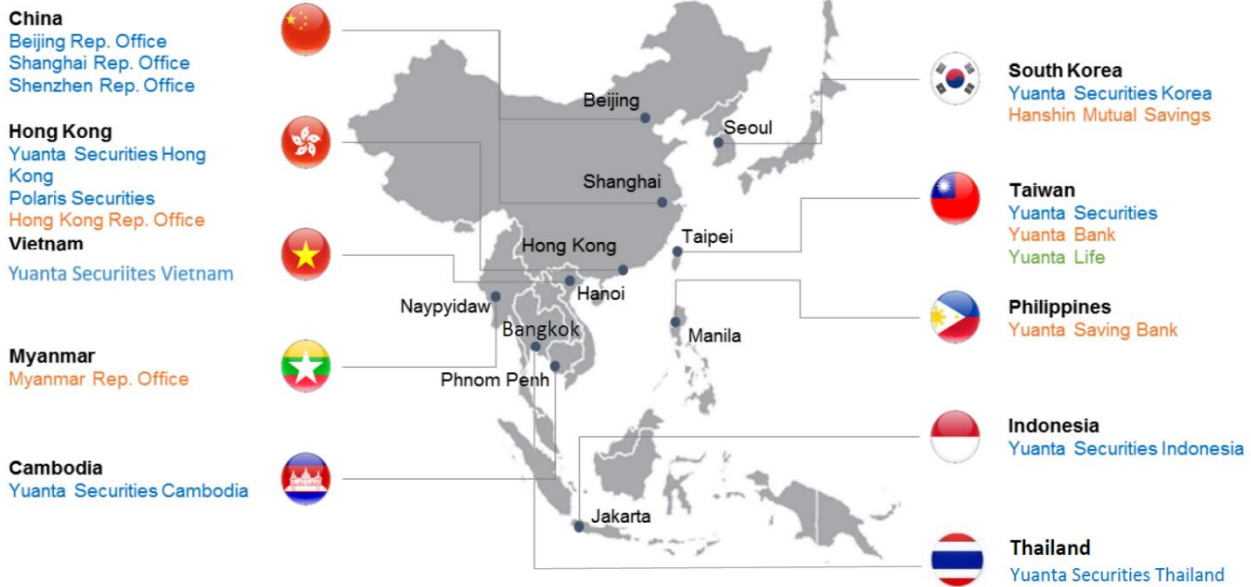 China
Beijing Rep. Office
Shanghai Rep. Office
Shenzhen Rep. Office
Hong Kong
Yuanta Securities Hong
Kong
Polaris Securities
Hong Kong Rep. Office
Vietnam
Yuanta Securiites Vietnam
Myanmar
Myanmar Rep. Office
Cambodia
Yuanta Securities Cambodia
Beijing
Seoul
Shanghai
Taipei
Hong Kong
Hanoi
Naypyidaw
Bangkok
Manila
Phnom Penh
Jakarta
South Korea
Yuanta Securities Korea
Hanshin Mutual Savings
Taiwan
Yuanta Securities
Yuanta Bank
Yuanta Life
Philippines
Yuanta Saving Bank
Indonesia
Yuanta Securities Indonesia
Thailand
Yuanta Securities Thailand